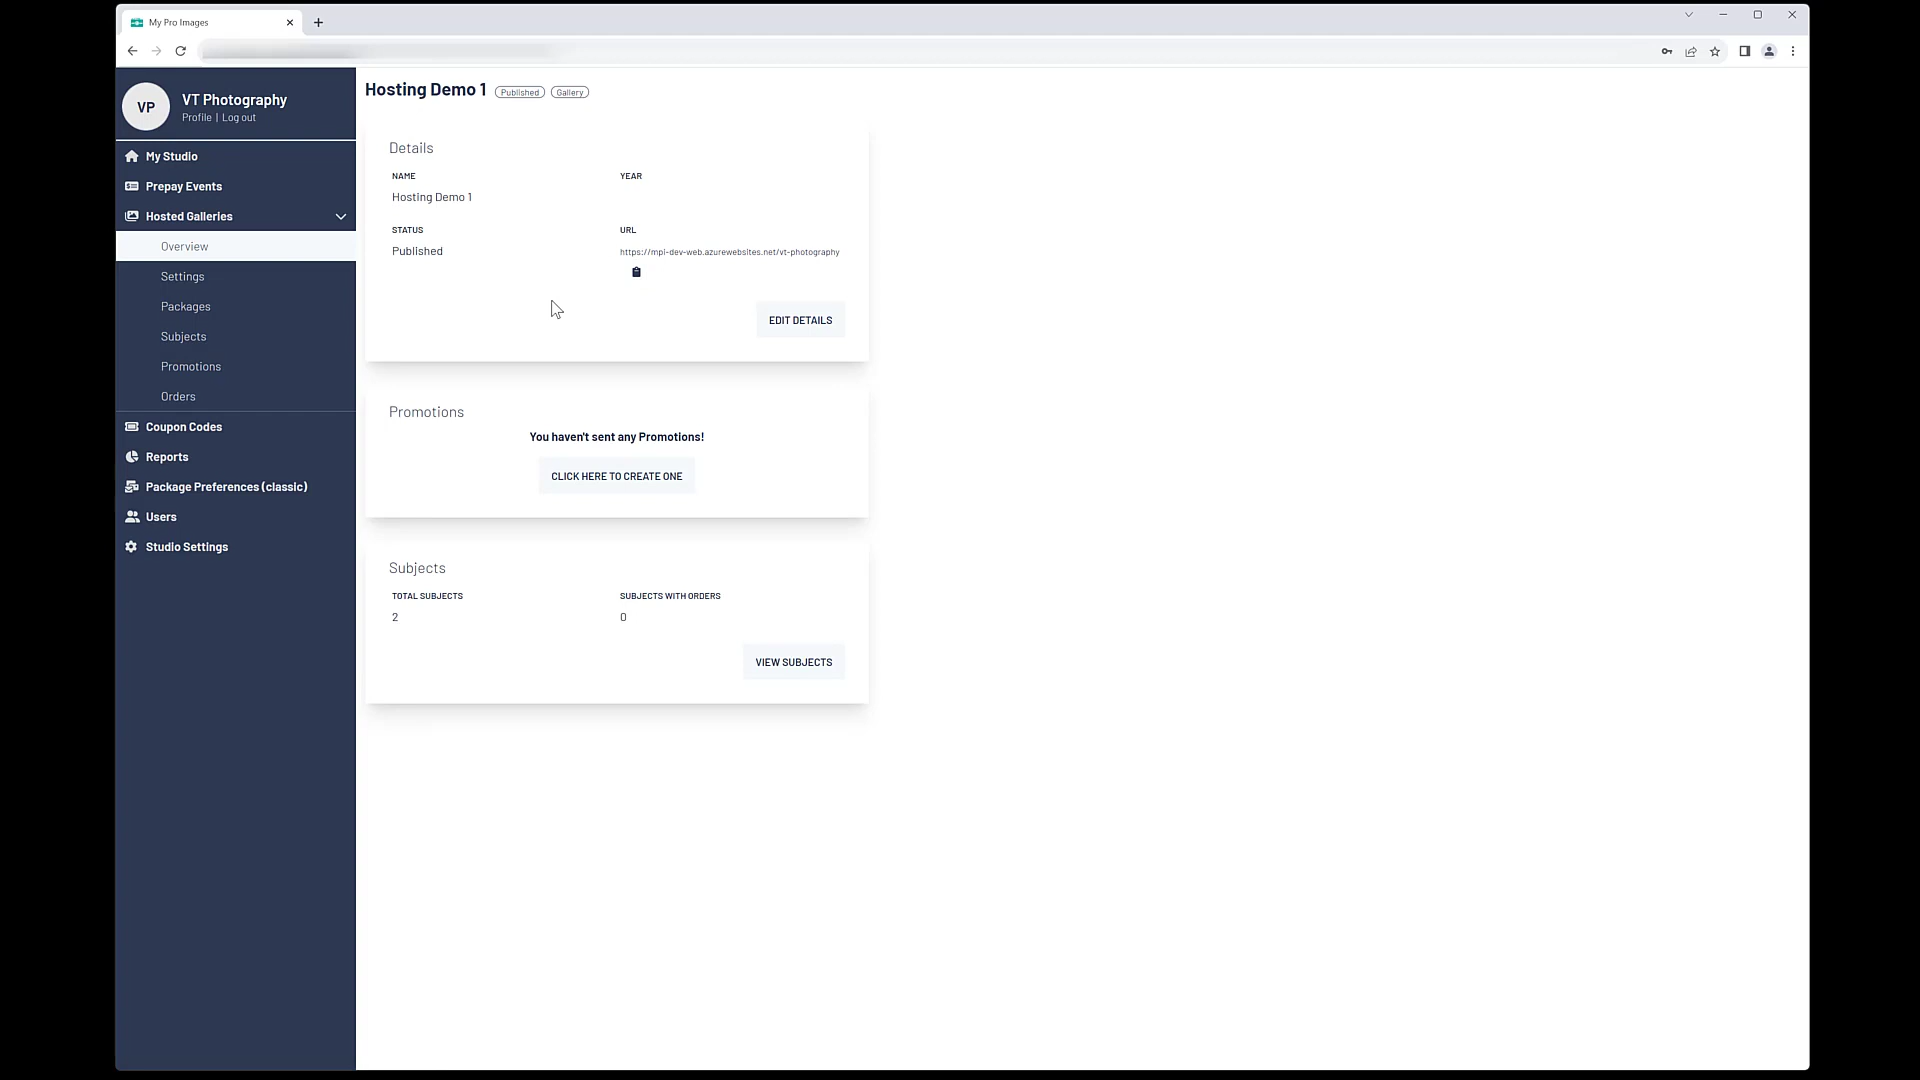 My Pro Images
VP
VT Photography
Profile | Log out
My Studio
Prepay Events
Hosted Galleries
Overview
Settings
Packages
Subjects
Promotions
Orders
Coupon Codes
Reports
Package Preferences (classic)
Users
Studio Settings
Hosting Demo 1 Published Gallery
Details
NAME YEAR
Hosting Demo 1
STATUS URL
Published https://mpi-dev-web.azurewebsites.net/vt-photography
EDIT DETAILS
Promotions
You haven't sent any Promotions!
CLICK HERE TO CREATE ONE
Subjects
TOTAL SUBJECTS SUBJECTS WITH ORDERS
2 0
VIEW SUBJECTS